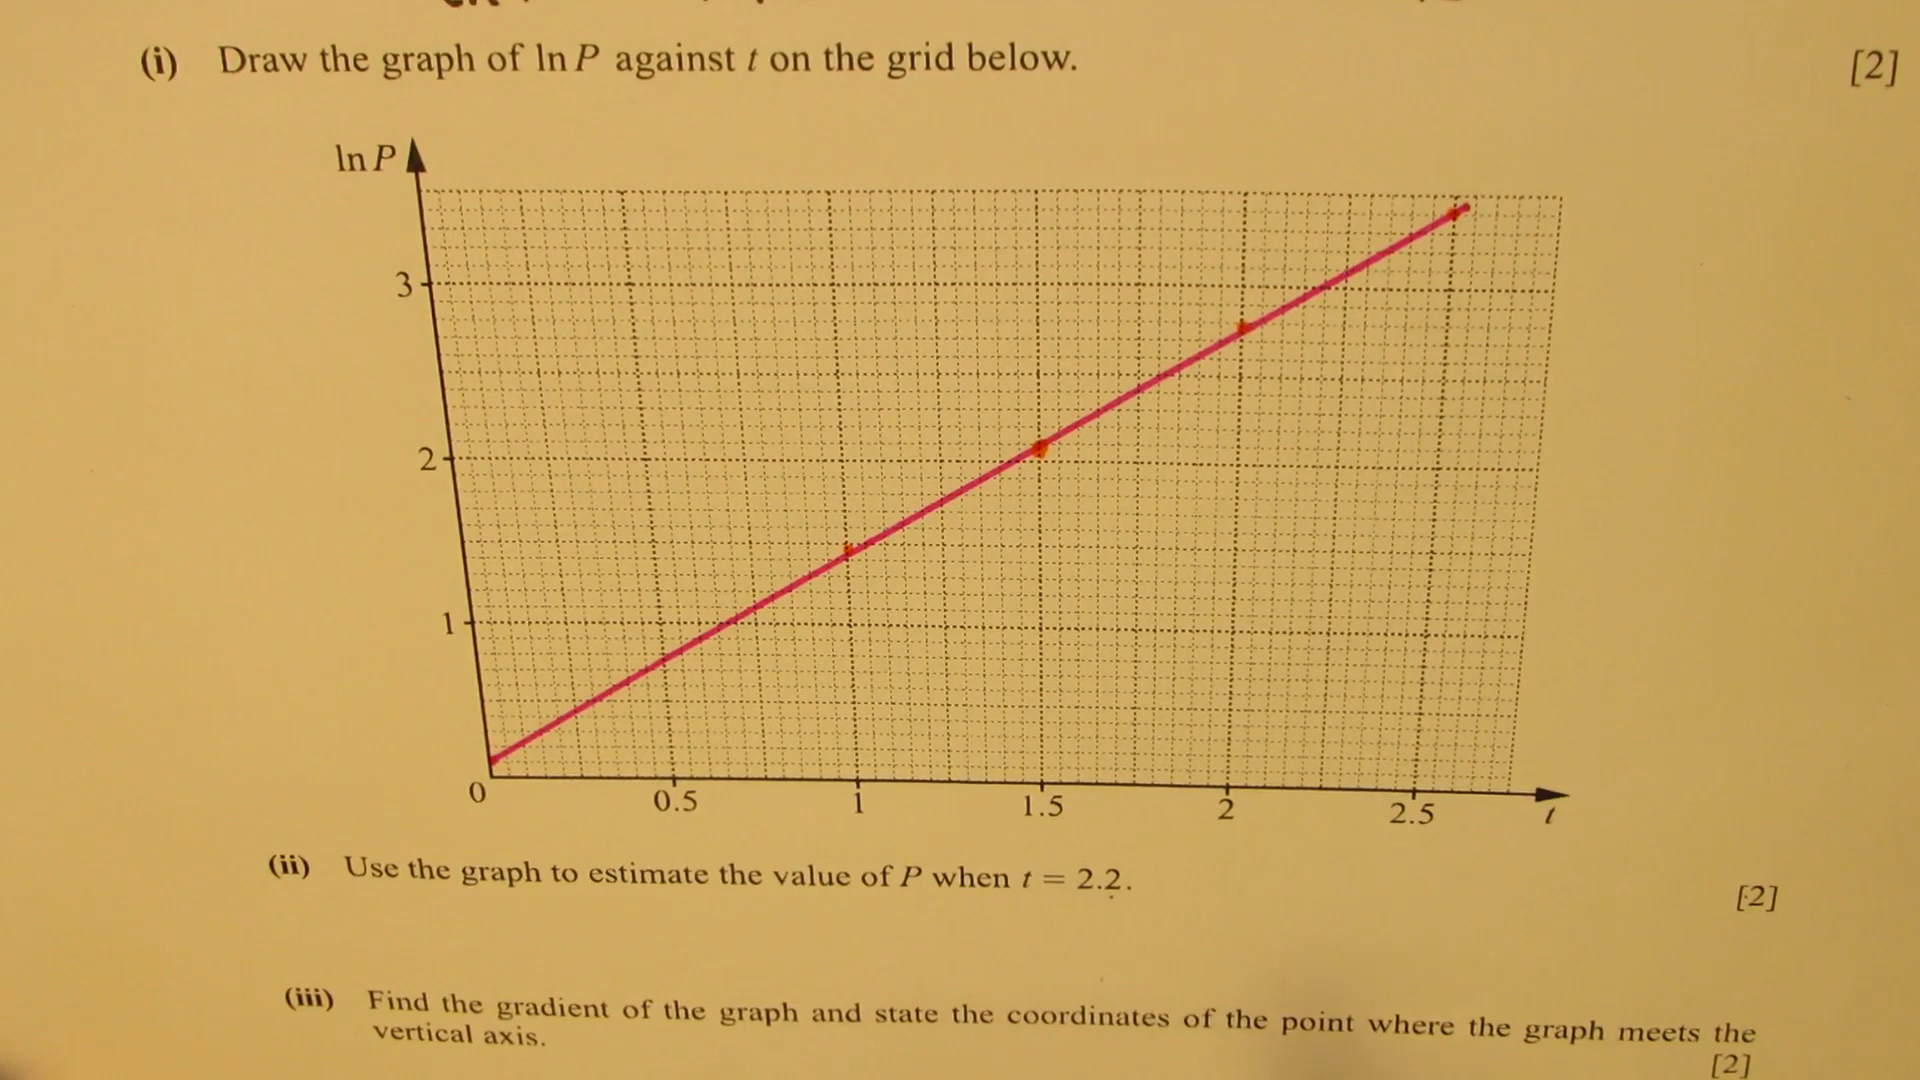 (i) Draw the graph of ln P against t on the grid below. [2]
ln P
3
2
1
0
0.5
1
1.5
2
2.5
t
(ii) Use the graph to estimate the value of P when t = 2.2. [2]
(iii) Find the gradient of the graph and state the coordinates of the point where the graph meets the
vertical axis. [2]